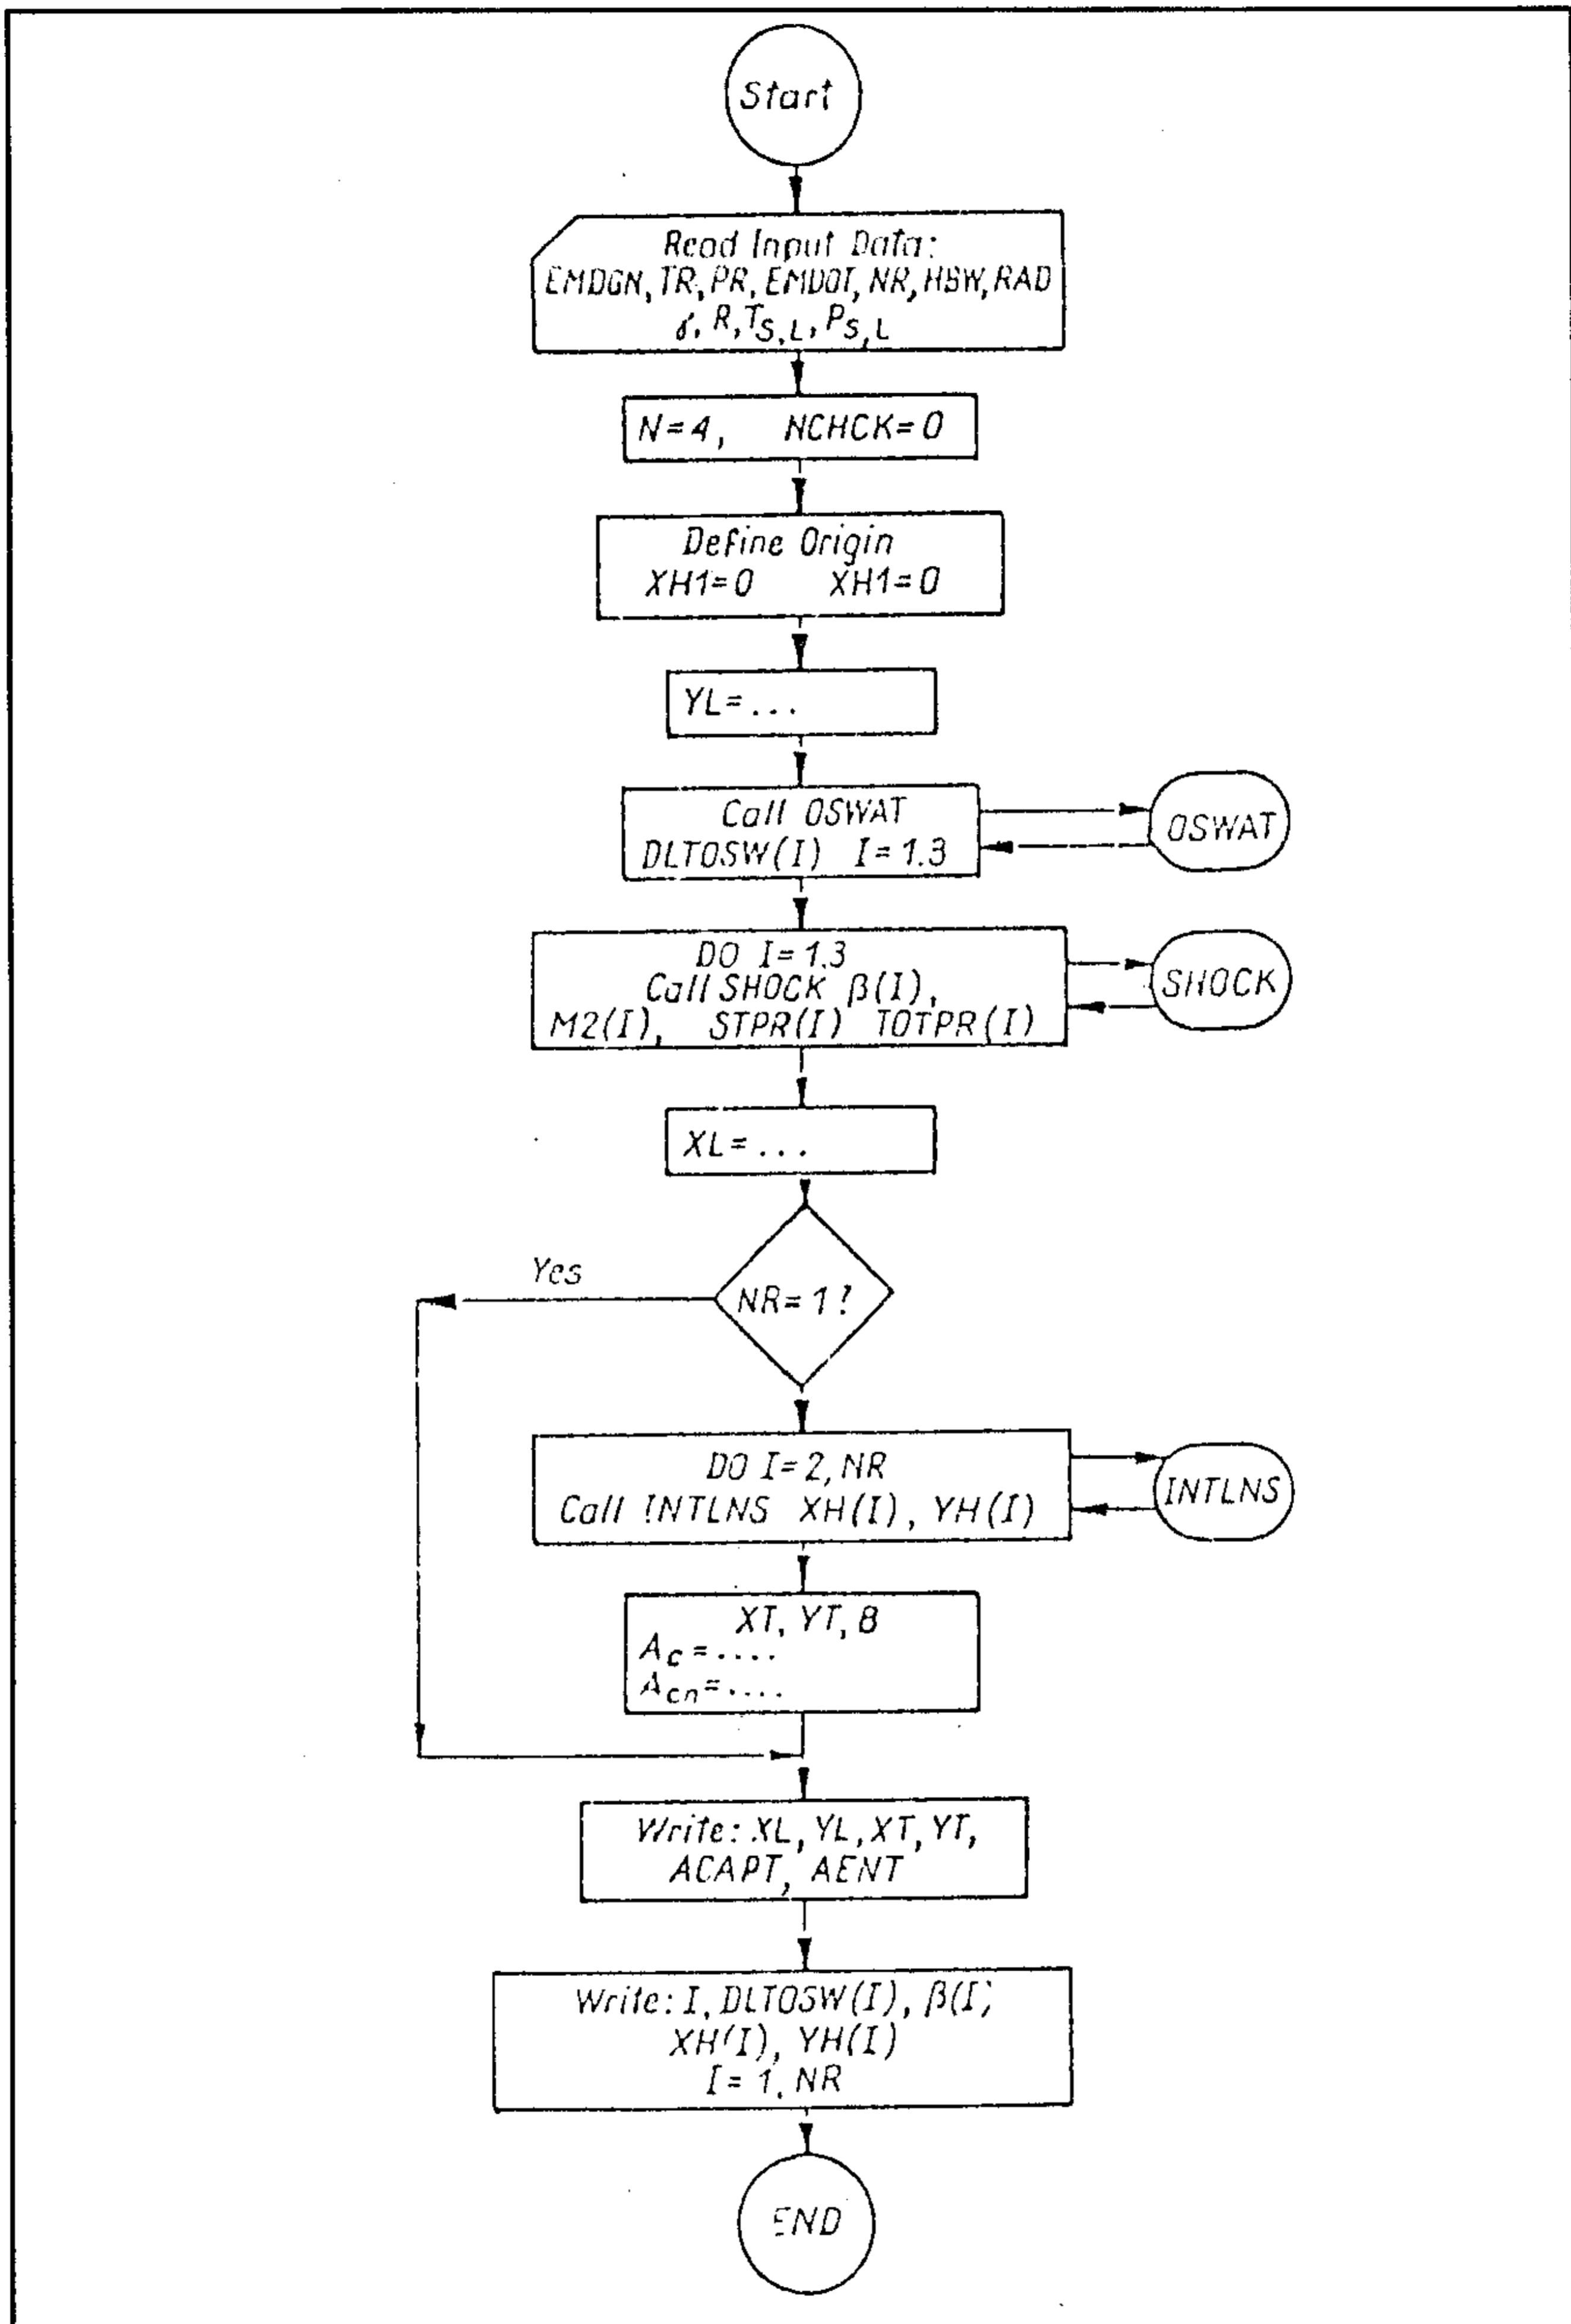 Start
Read Input Data:
EMDGN, TR, PR, EMDOT, NR, HBW, RAD
γ, R, TS,L, PS,L
N=4, NCHCK=0
Define Origin
XH1=0 XH1=0
YL=...
Call OSWAT
DLTOSW(I) I=1.3
OSWAT
DO I=1.3
Call SHOCK β(I),
M2(I), STPR(I) TOTPR(I)
SHOCK
XL=...
Yes
NR=1?
DO I=2, NR
Call INTLNS XH(I), YH(I)
INTLNS
XT, YT, B
Ac=....
Acn=....
Write: XL, YL, XT, YT,
ACAPT, AENT
Write: I, DLTOSW(I), β(I)
XH(I), YH(I)
I=1, NR
END